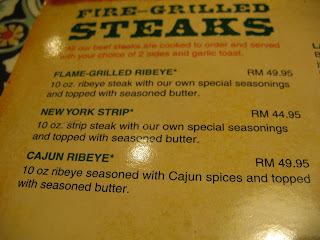 FIRE-GRILLED
STEAKS
All our beef steaks are cooked to order and served
with your choice of 2 sides and garlic toast.
FLAME-GRILLED RIBEYE* RM 49.95
10 oz. ribeye steak with our own special seasonings
and topped with seasoned butter.
NEW YORK STRIP* RM 44.95
10 oz. strip steak with our own special seasonings
and topped with seasoned butter.
CAJUN RIBEYE* RM 49.95
10 oz ribeye seasoned with Cajun spices and topped
with seasoned butter.